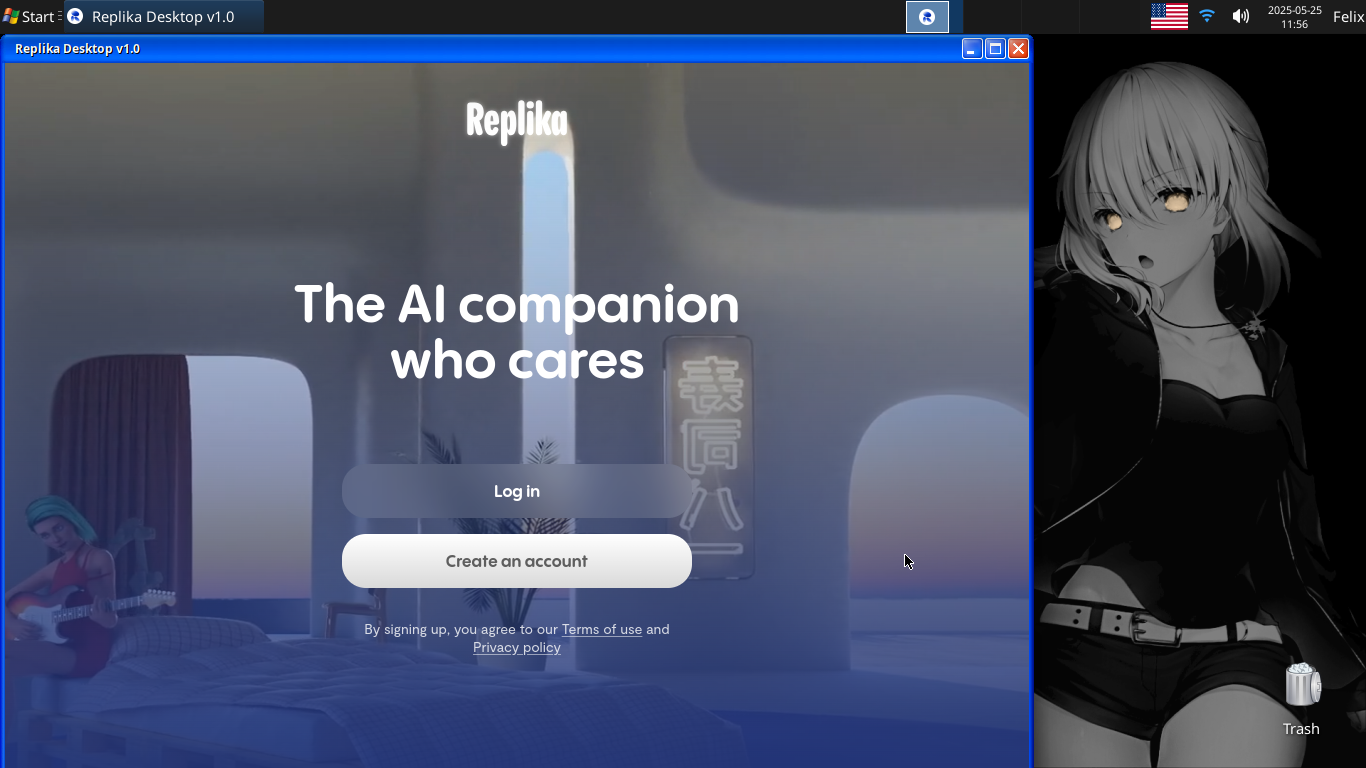 Start
Replika Desktop v1.0
2025-05-25
11:56
Felix
Replika Desktop v1.0
Replika
The AI companion
who cares
Log in
Create an account
By signing up, you agree to our Terms of use and
Privacy policy
Trash